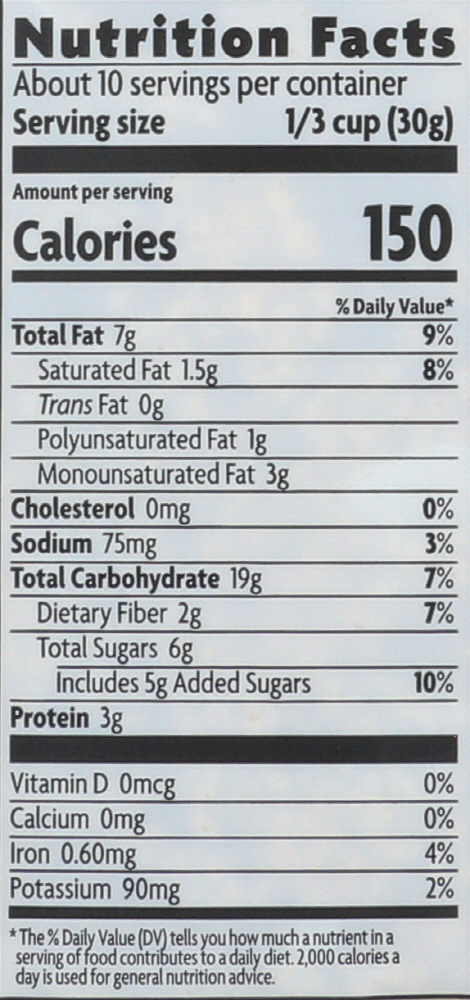 Nutrition Facts
About 10 servings per container
Serving size 1/3 cup (30g)
Amount per serving
Calories 150
% Daily Value*
Total Fat 7g 9%
Saturated Fat 1.5g 8%
Trans Fat 0g
Polyunsaturated Fat 1g
Monounsaturated Fat 3g
Cholesterol 0mg 0%
Sodium 75mg 3%
Total Carbohydrate 19g 7%
Dietary Fiber 2g 7%
Total Sugars 6g
Includes 5g Added Sugars 10%
Protein 3g
Vitamin D 0mcg 0%
Calcium 0mg 0%
Iron 0.60mg 4%
Potassium 90mg 2%
*The % Daily Value (DV) tells you how much a nutrient in a
serving of food contributes to a daily diet. 2,000 calories a
day is used for general nutrition advice.